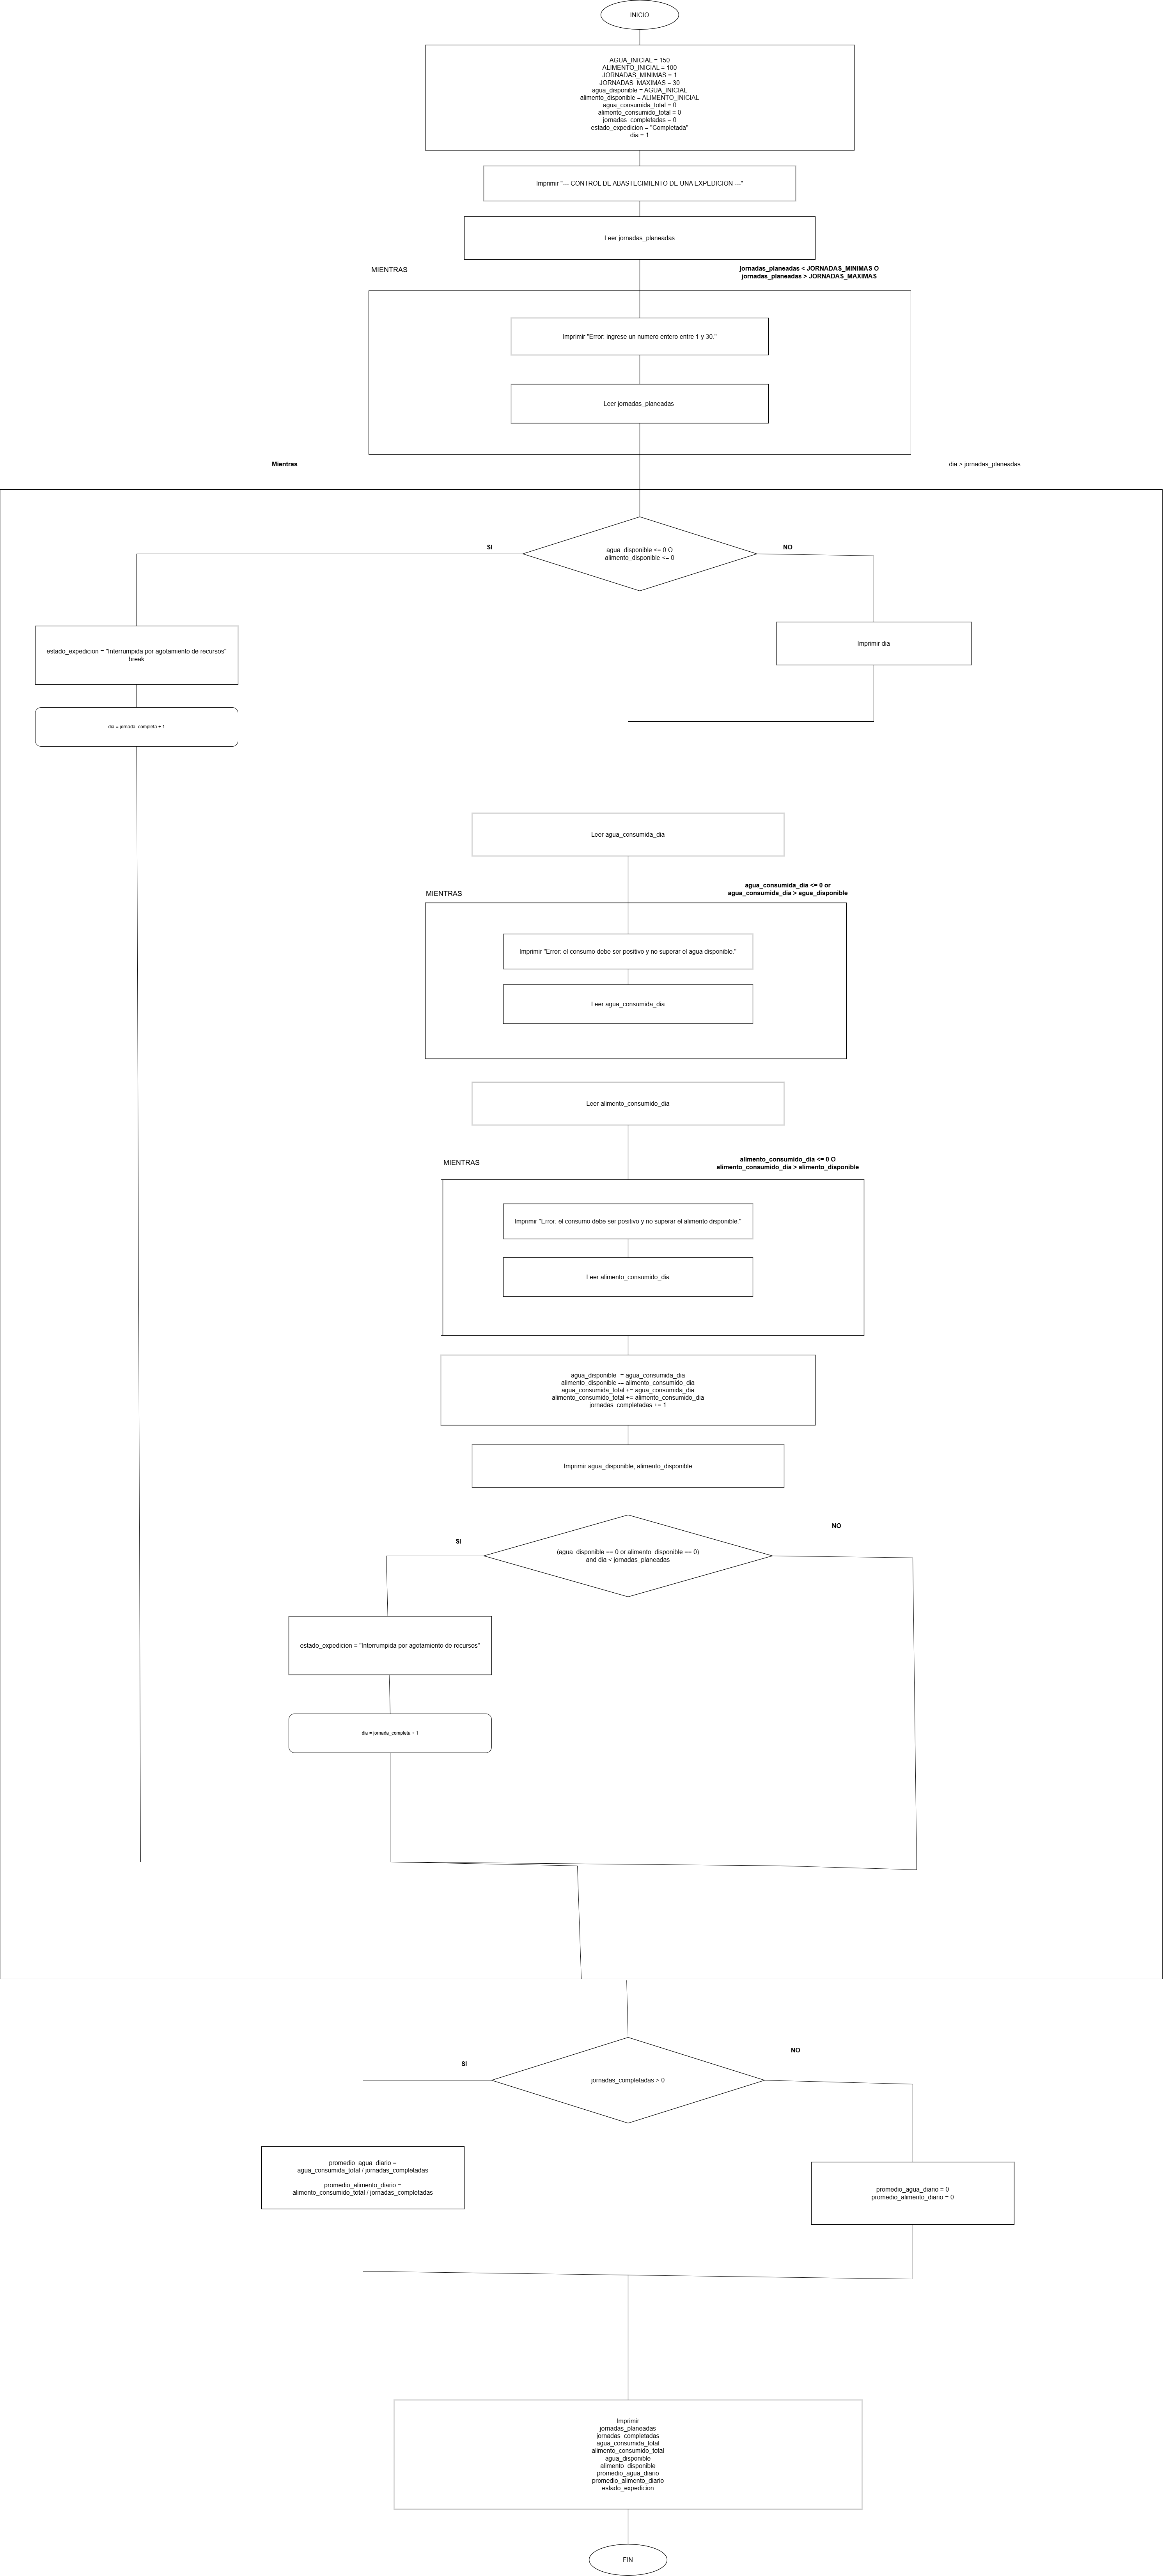 INICIO
AGUA_INICIAL = 150
ALIMENTO_INICIAL = 100
JORNADAS_MINIMAS = 1
JORNADAS_MAXIMAS = 30
agua_disponible = AGUA_INICIAL
alimento_disponible = ALIMENTO_INICIAL
agua_consumida_total = 0
alimento_consumido_total = 0
jornadas_completadas = 0
estado_expedicion = "Completada"
dia = 1
Imprimir "--- CONTROL DE ABASTECIMIENTO DE UNA EXPEDICION ---"
Leer jornadas_planeadas
MIENTRAS
jornadas_planeadas < JORNADAS_MINIMAS O
jornadas_planeadas > JORNADAS_MAXIMAS
Imprimir "Error: ingrese un numero entero entre 1 y 30."
Leer jornadas_planeadas
Mientras
dia > jornadas_planeadas
agua_disponible <= 0 O
alimento_disponible <= 0
SI
NO
estado_expedicion = "Interrumpida por agotamiento de recursos"
break
dia = jornada_completa + 1
Imprimir dia
Leer agua_consumida_dia
MIENTRAS
agua_consumida_dia <= 0 or
agua_consumida_dia > agua_disponible
Imprimir "Error: el consumo debe ser positivo y no superar el agua disponible."
Leer agua_consumida_dia
Leer alimento_consumido_dia
MIENTRAS
alimento_consumido_dia <= 0 O
alimento_consumido_dia > alimento_disponible
Imprimir "Error: el consumo debe ser positivo y no superar el alimento disponible."
Leer alimento_consumido_dia
agua_disponible -= agua_consumida_dia
alimento_disponible -= alimento_consumido_dia
agua_consumida_total += agua_consumida_dia
alimento_consumido_total += alimento_consumido_dia
jornadas_completadas += 1
Imprimir agua_disponible, alimento_disponible
SI
NO
(agua_disponible == 0 or alimento_disponible == 0)
and dia < jornadas_planeadas
estado_expedicion = "Interrumpida por agotamiento de recursos"
dia = jornada_completa + 1
SI
NO
jornadas_completadas > 0
promedio_agua_diario =
agua_consumida_total / jornadas_completadas
promedio_alimento_diario =
alimento_consumido_total / jornadas_completadas
promedio_agua_diario = 0
promedio_alimento_diario = 0
Imprimir
jornadas_planeadas
jornadas_completadas
agua_consumida_total
alimento_consumido_total
agua_disponible
alimento_disponible
promedio_agua_diario
promedio_alimento_diario
estado_expedicion
FIN